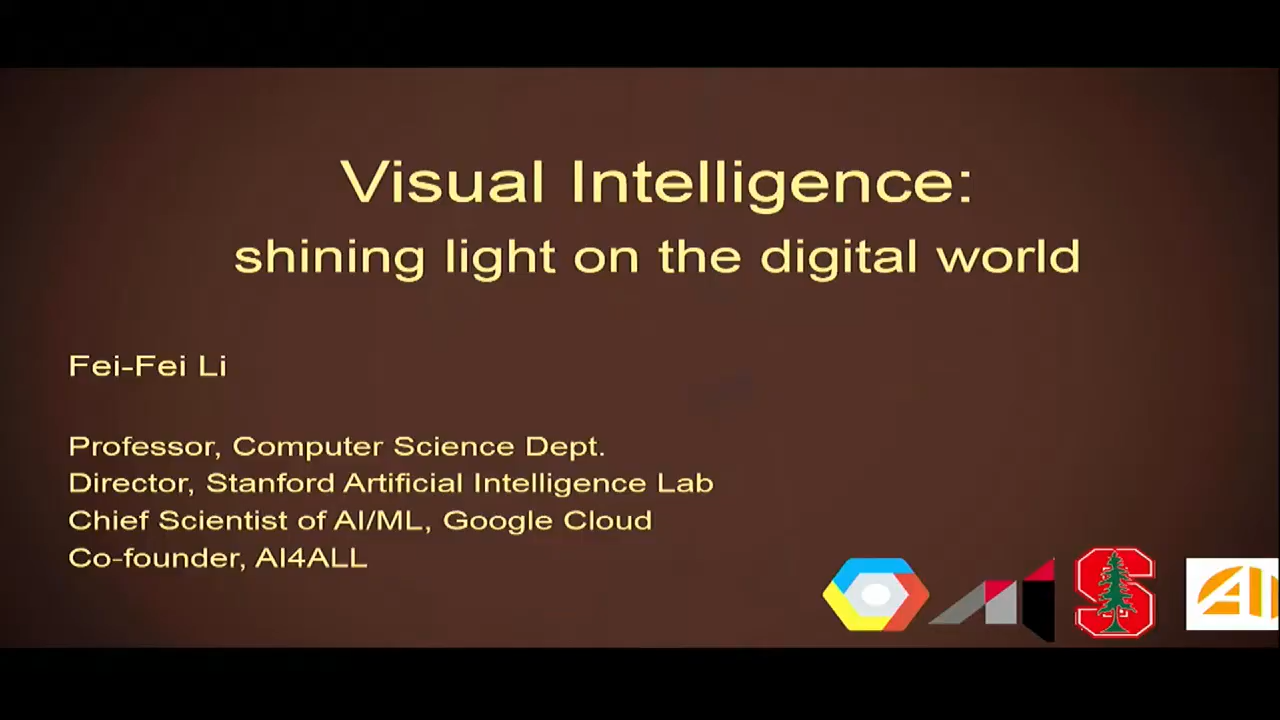 Visual Intelligence:
shining light on the digital world
Fei-Fei Li
Professor, Computer Science Dept.
Director, Stanford Artificial Intelligence Lab
Chief Scientist of AI/ML, Google Cloud
Co-founder, AI4ALL
S
AI